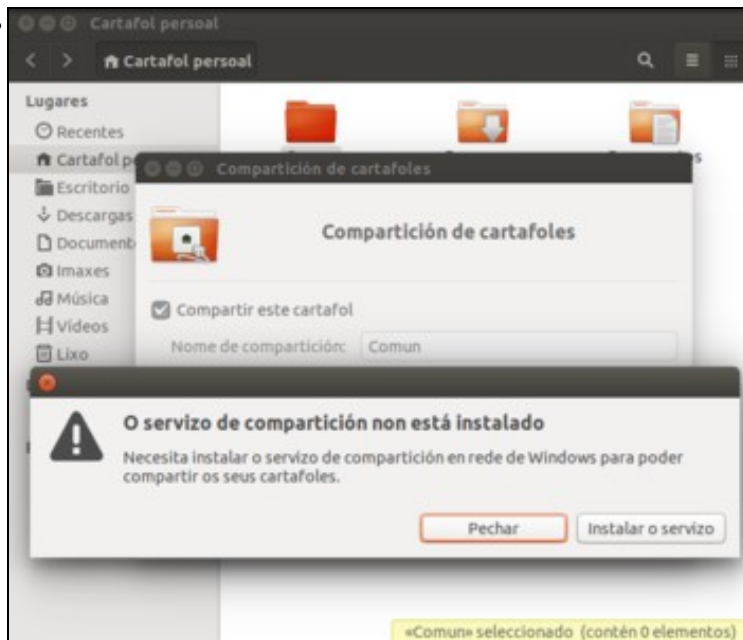 Cartafol persoal
Cartafol persoal
Lugares
Recentes
Cartafol p
Escritorio
Descargas
Document
Imaxes
Música
Vídeos
Lixo
Compartición de cartafoles
Compartición de cartafoles
Compartir este cartafol
Nome de compartición: Comun
O servizo de compartición non está instalado
Necesita instalar o servizo de compartición en rede de Windows para poder
compartir os seus cartafoles.
Pechar Instalar o servizo
«Comun» seleccionado (contén 0 elementos)